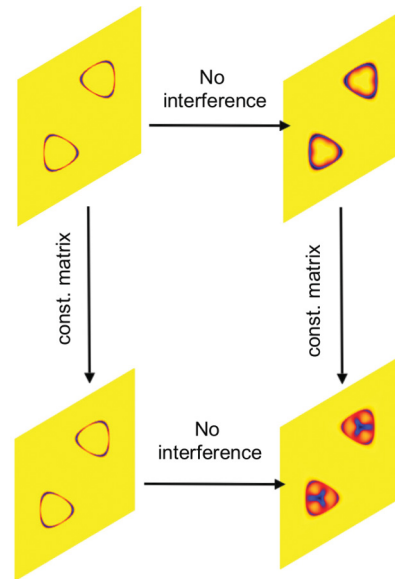 No
interference
const. matrix
const. matrix
No
interference